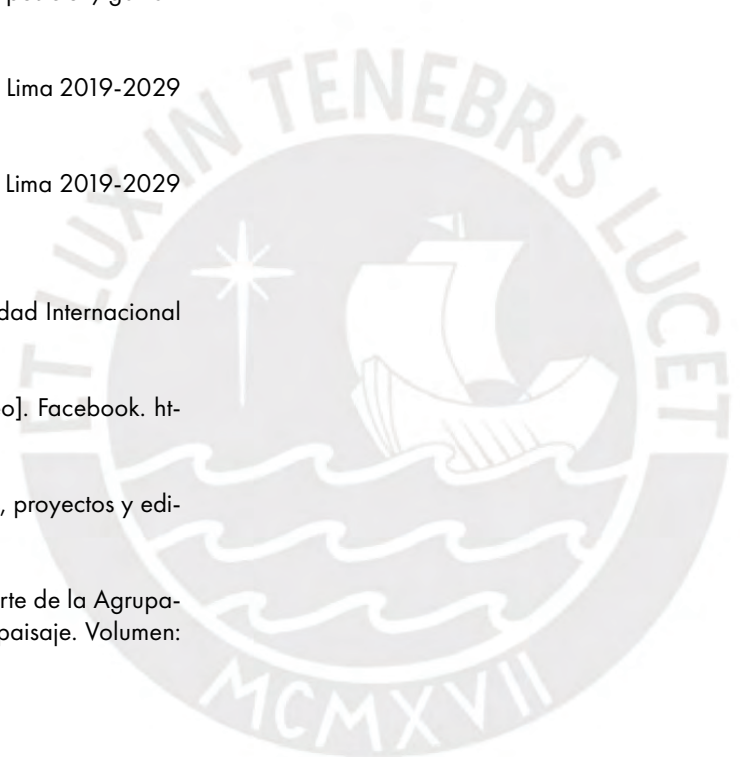 Lima 2019-2029
Lima 2019-2029
dad Internacional
o]. Facebook. ht-
, proyectos y edi-
rte de la Agrupa-
paisaje. Volumen:
ET LUX IN TENEBRIS LUCET
MCMXVII